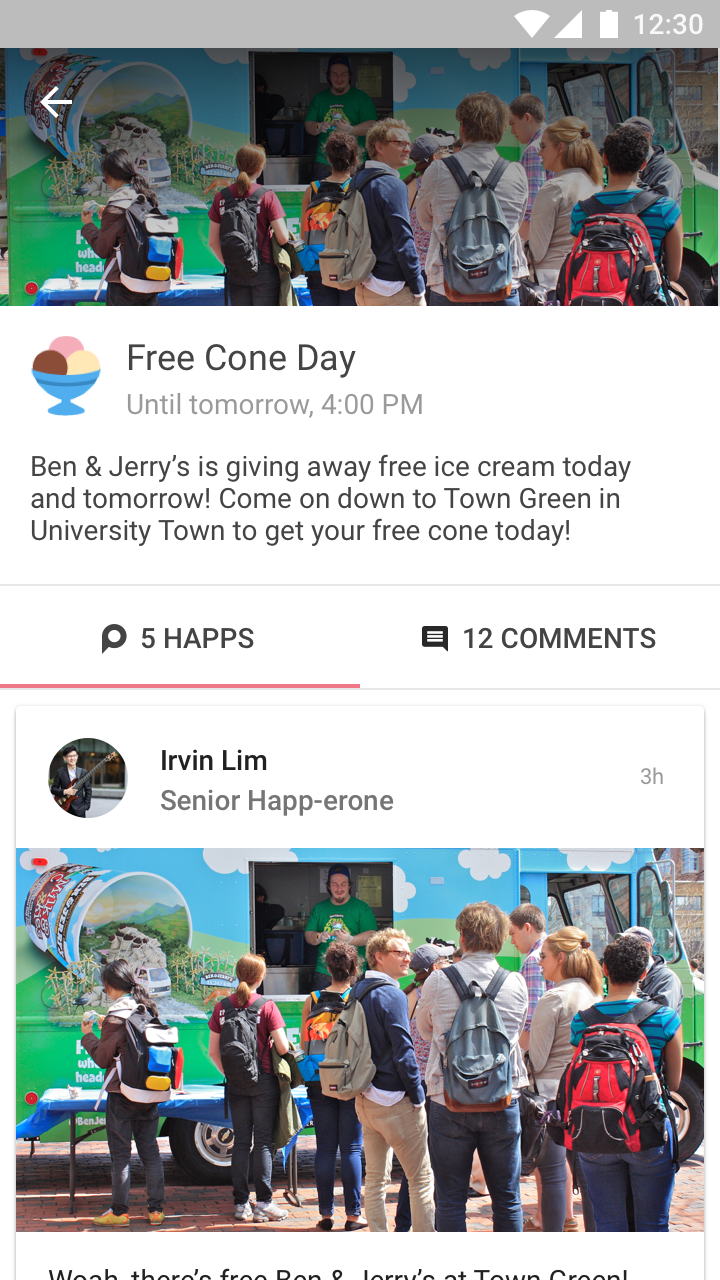 12:30
Free Cone Day
Until tomorrow, 4:00 PM
Ben & Jerry’s is giving away free ice cream today
and tomorrow! Come on down to Town Green in
University Town to get your free cone today!
5 HAPPS
12 COMMENTS
Irvin Lim
3h
Senior Happ-erone
head
Woah, there’s free Ben & Jerry’s at Town Green!